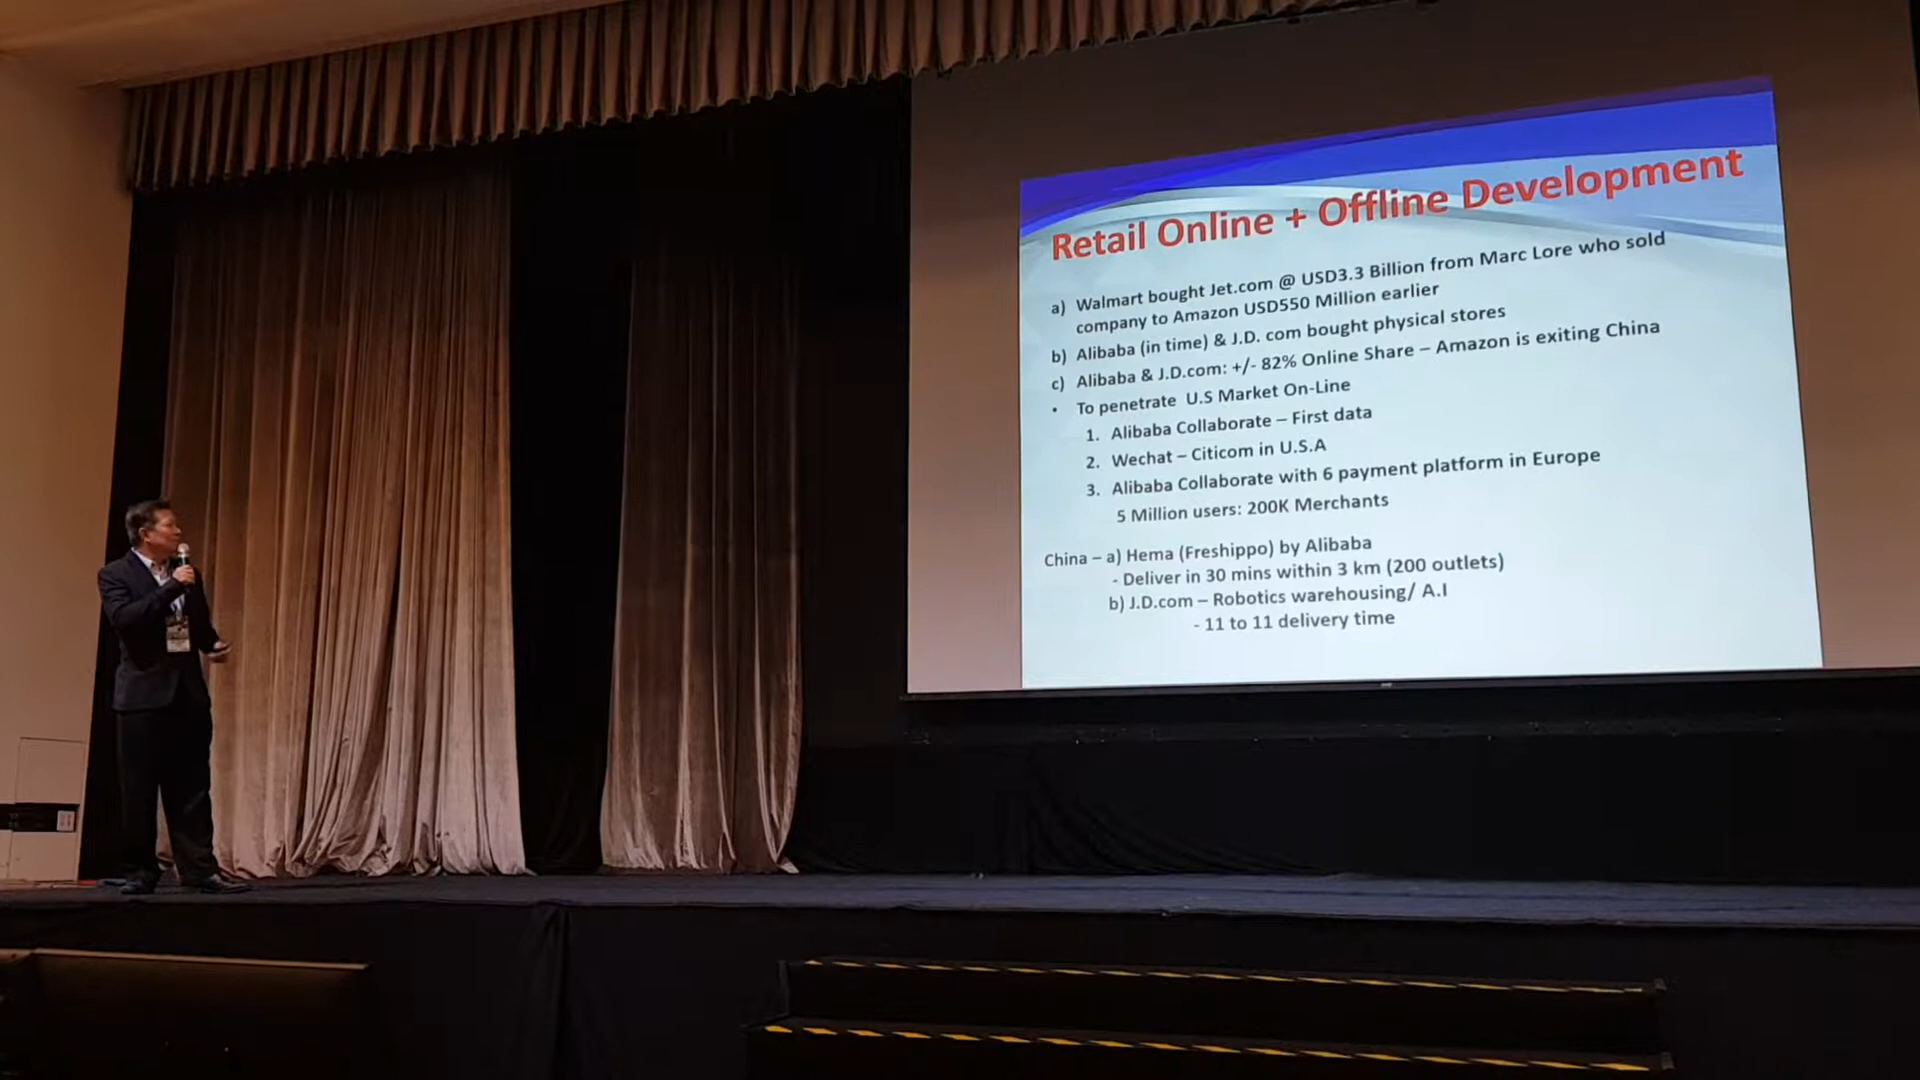 Retail Online + Offline Development
a) Walmart bought Jet.com @ USD3.3 Billion from Marc Lore who sold
company to Amazon USD550 Million earlier
b) Alibaba (in time) & J.D. com bought physical stores
c) Alibaba & J.D.com: +/- 82% Online Share – Amazon is exiting China
• To penetrate U.S Market On-Line
1. Alibaba Collaborate – First data
2. Wechat – Citicom in U.S.A
3. Alibaba Collaborate with 6 payment platform in Europe
5 Million users: 200K Merchants
China – a) Hema (Freshippo) by Alibaba
- Deliver in 30 mins within 3 km (200 outlets)
b) J.D.com – Robotics warehousing/ A.I
- 11 to 11 delivery time